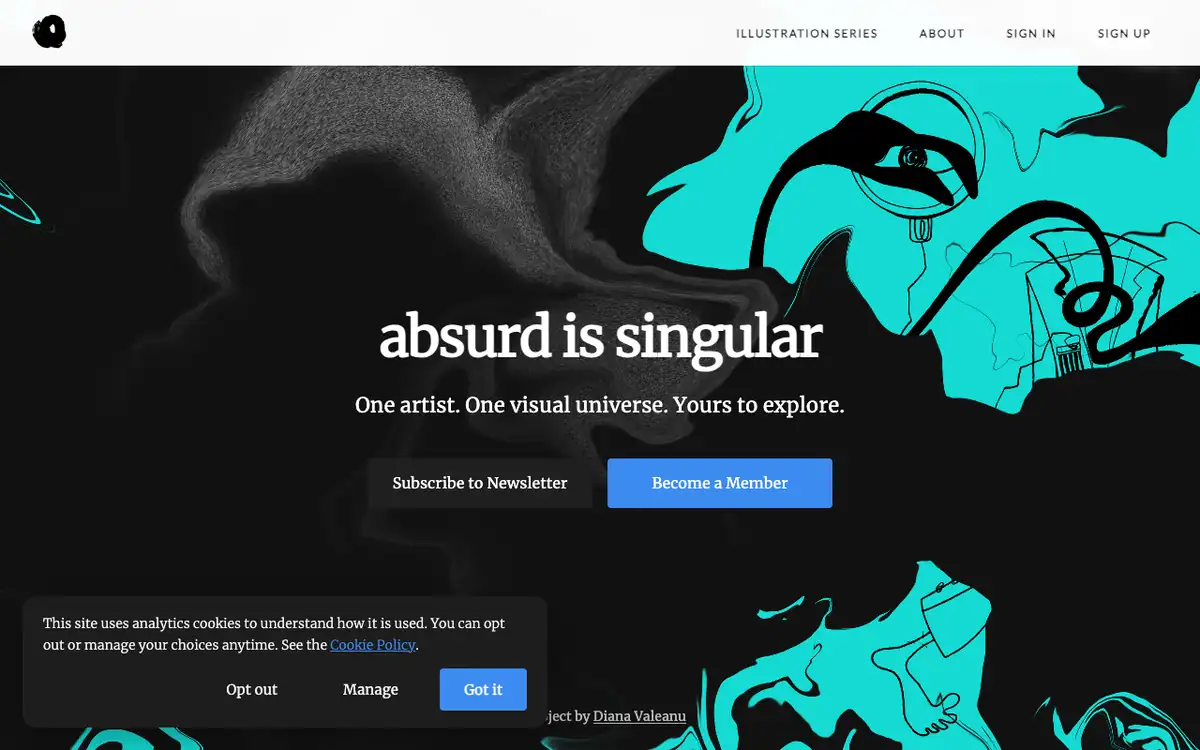 ILLUSTRATION SERIES ABOUT SIGN IN SIGN UP
absurd is singular
One artist. One visual universe. Yours to explore.
Subscribe to Newsletter Become a Member
This site uses analytics cookies to understand how it is used. You can opt
out or manage your choices anytime. See the Cookie Policy.
Opt out Manage Got it
by Diana Valeanu